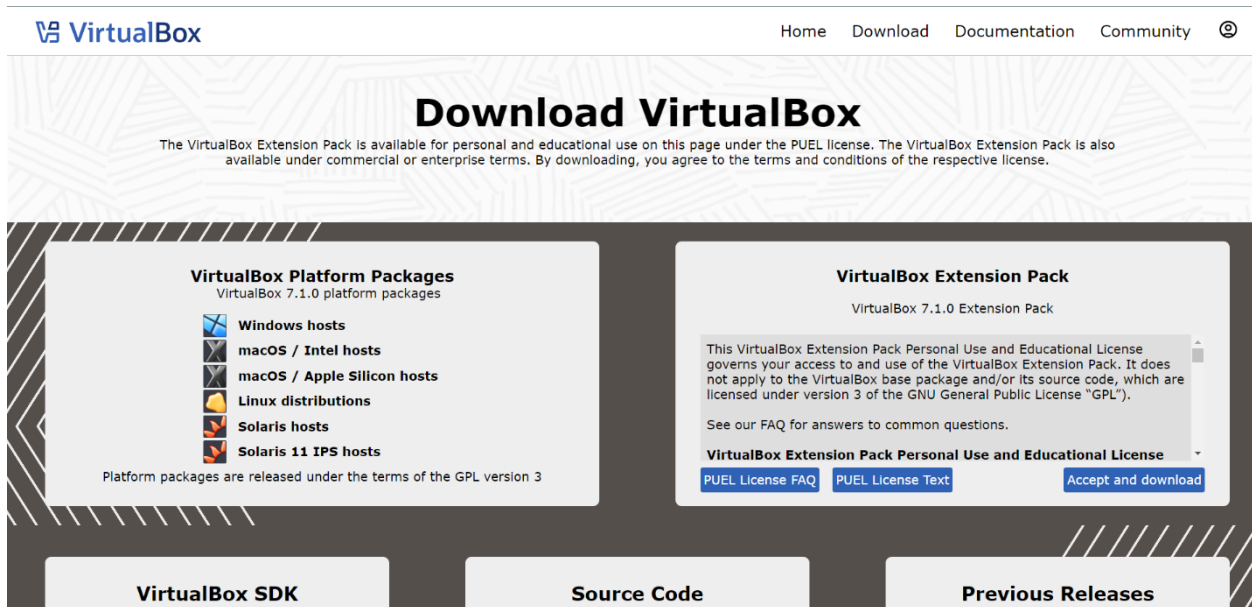 VirtualBox
Home Download Documentation Community
Download VirtualBox
The VirtualBox Extension Pack is available for personal and educational use on this page under the PUEL license. The VirtualBox Extension Pack is also
available under commercial or enterprise terms. By downloading, you agree to the terms and conditions of the respective license.
VirtualBox Platform Packages
VirtualBox 7.1.0 platform packages
Windows hosts
macOS / Intel hosts
macOS / Apple Silicon hosts
Linux distributions
Solaris hosts
Solaris 11 IPS hosts
Platform packages are released under the terms of the GPL version 3
VirtualBox Extension Pack
VirtualBox 7.1.0 Extension Pack
This VirtualBox Extension Pack Personal Use and Educational License
governs your access to and use of the VirtualBox Extension Pack. It does
not apply to the VirtualBox base package and/or its source code, which are
licensed under version 3 of the GNU General Public License “GPL”).
See our FAQ for answers to common questions.
VirtualBox Extension Pack Personal Use and Educational License
PUEL License FAQ PUEL License Text Accept and download
VirtualBox SDK
Source Code
Previous Releases